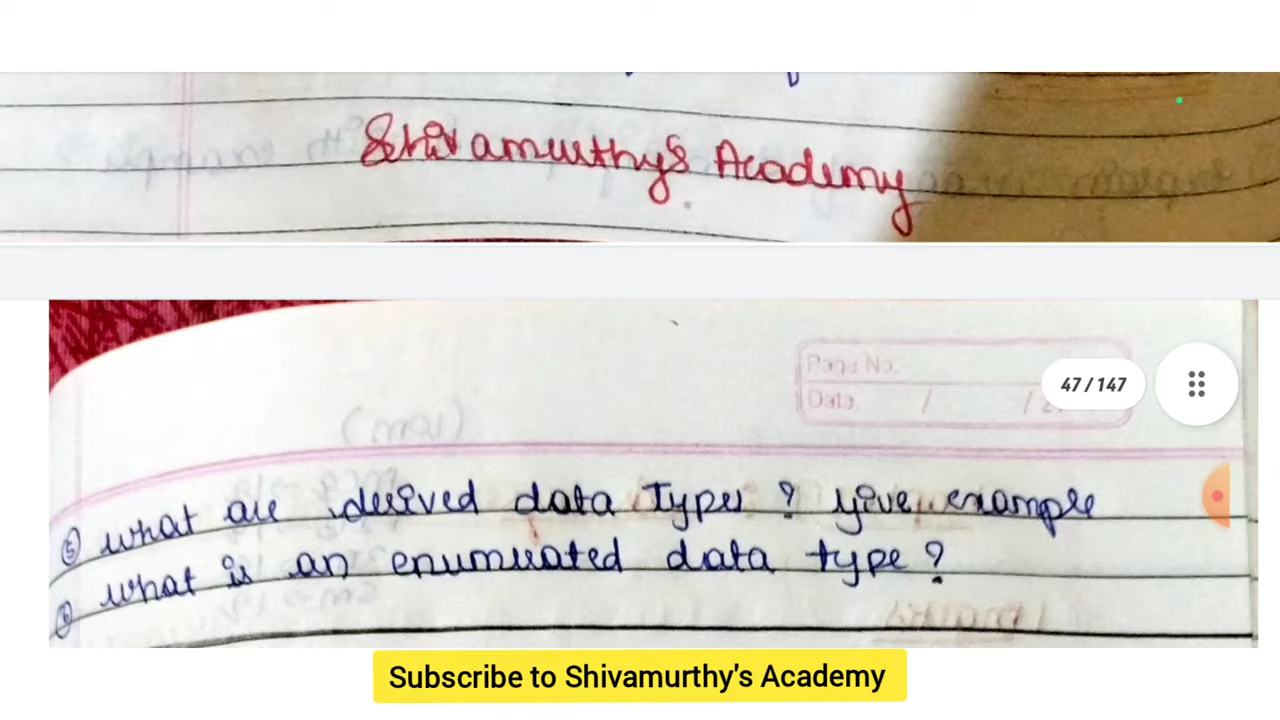 Shivamurthy's Academy
Page No.
Date / / 2
47/147
⑤ what are derived data Types ? Give example
⑥ what is an enumerated data type ?
Subscribe to Shivamurthy's Academy